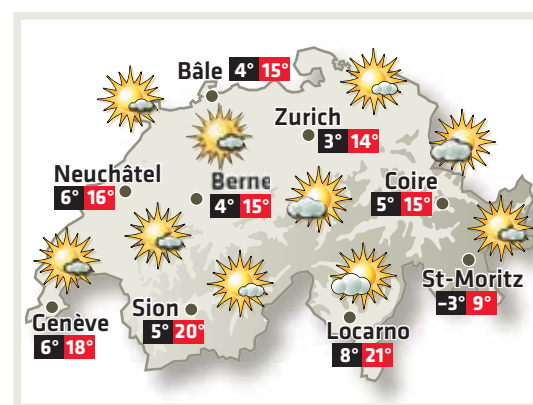 Bâle 4° 15°
Zurich
3° 14°
Neuchâtel
6° 16°
Berne
4° 15°
Coire
5° 15°
St-Moritz
-3° 9°
Genève
6° 18°
Sion
5° 20°
Locarno
8° 21°